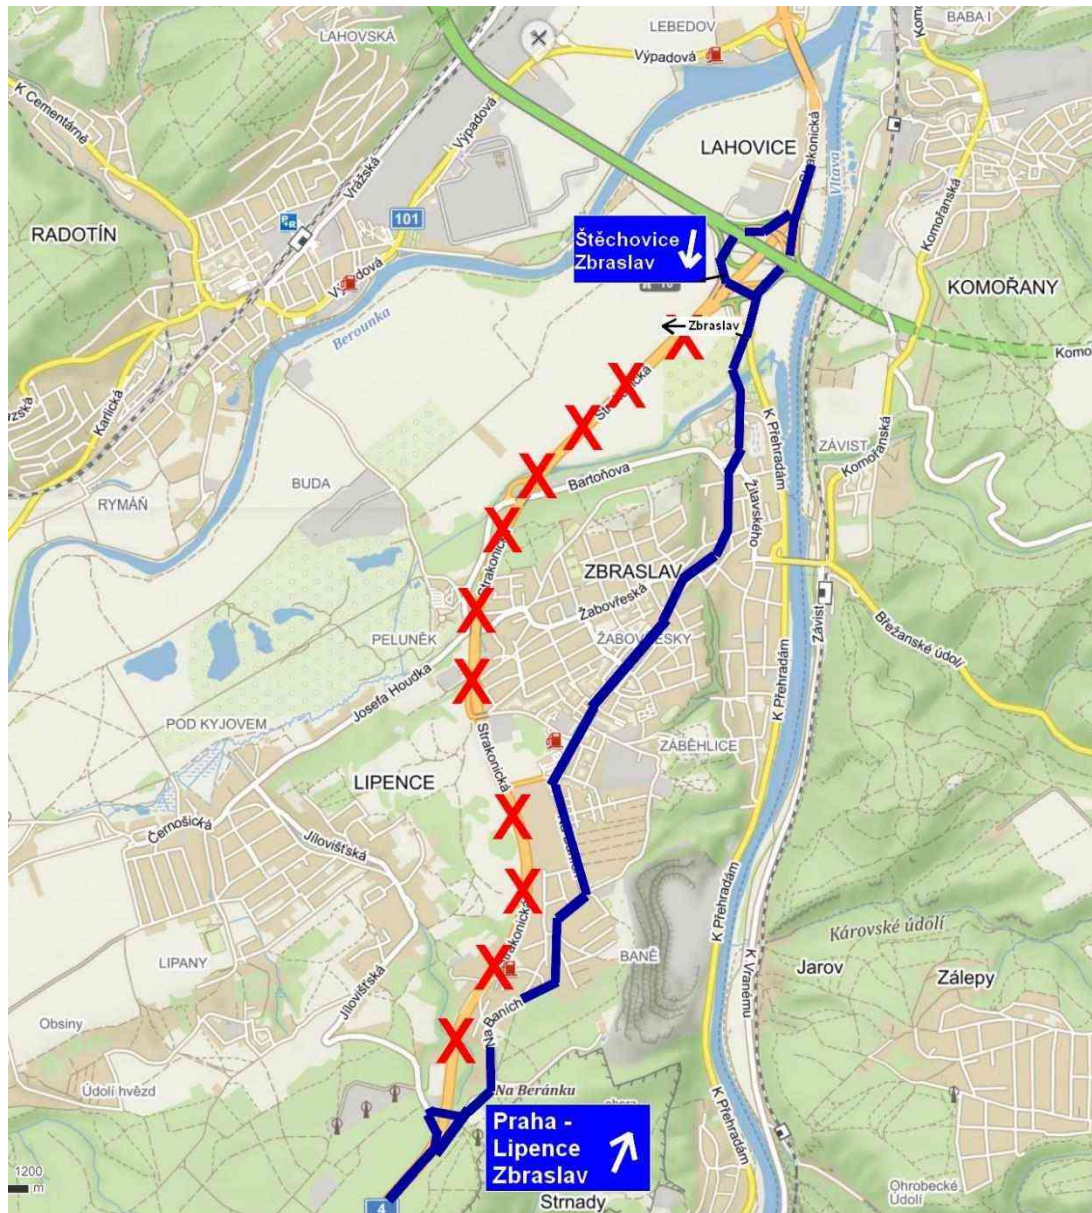 LAHOVSKÁ
LEBEDOV
Výpadová
BABA I
K Cementárně
Vrážská
Výpadová
LAHOVICE
Strakonická
Vltava
Komořanská
RADOTÍN
P+R
101
Výpadová
Štěchovice
Zbraslav
KOMOŘANY
Berounka
Zbraslav
Karlická
Strakonická
K Přehradám
ZÁVIST
Komořanská
RYMÁŇ
BUDA
Bartoňova
Žitavského
Strakonická
ZBRASLAV
Žabovřeská
Závist
PELUNĚK
ŽABOVŘESKY
Břežanské údolí
Josefa Houdka
K Přehradám
POD KYJOVEM
Strakonická
ZÁBĚHLICE
LIPENCE
Černošická
Jílovišťská
Na Baních
K Přehradám
Strakonická
Károvské údolí
LIPANY
BANĚ
Jarov
Zálepy
K Vranému
Jílovišťská
Obsiny
Na Baních
Údolí hvězd
Na Beránku
obora
K Přehradám
Praha -
Lipence
Zbraslav
1200
m
4
Strnady
Ohrobecké
Údolí